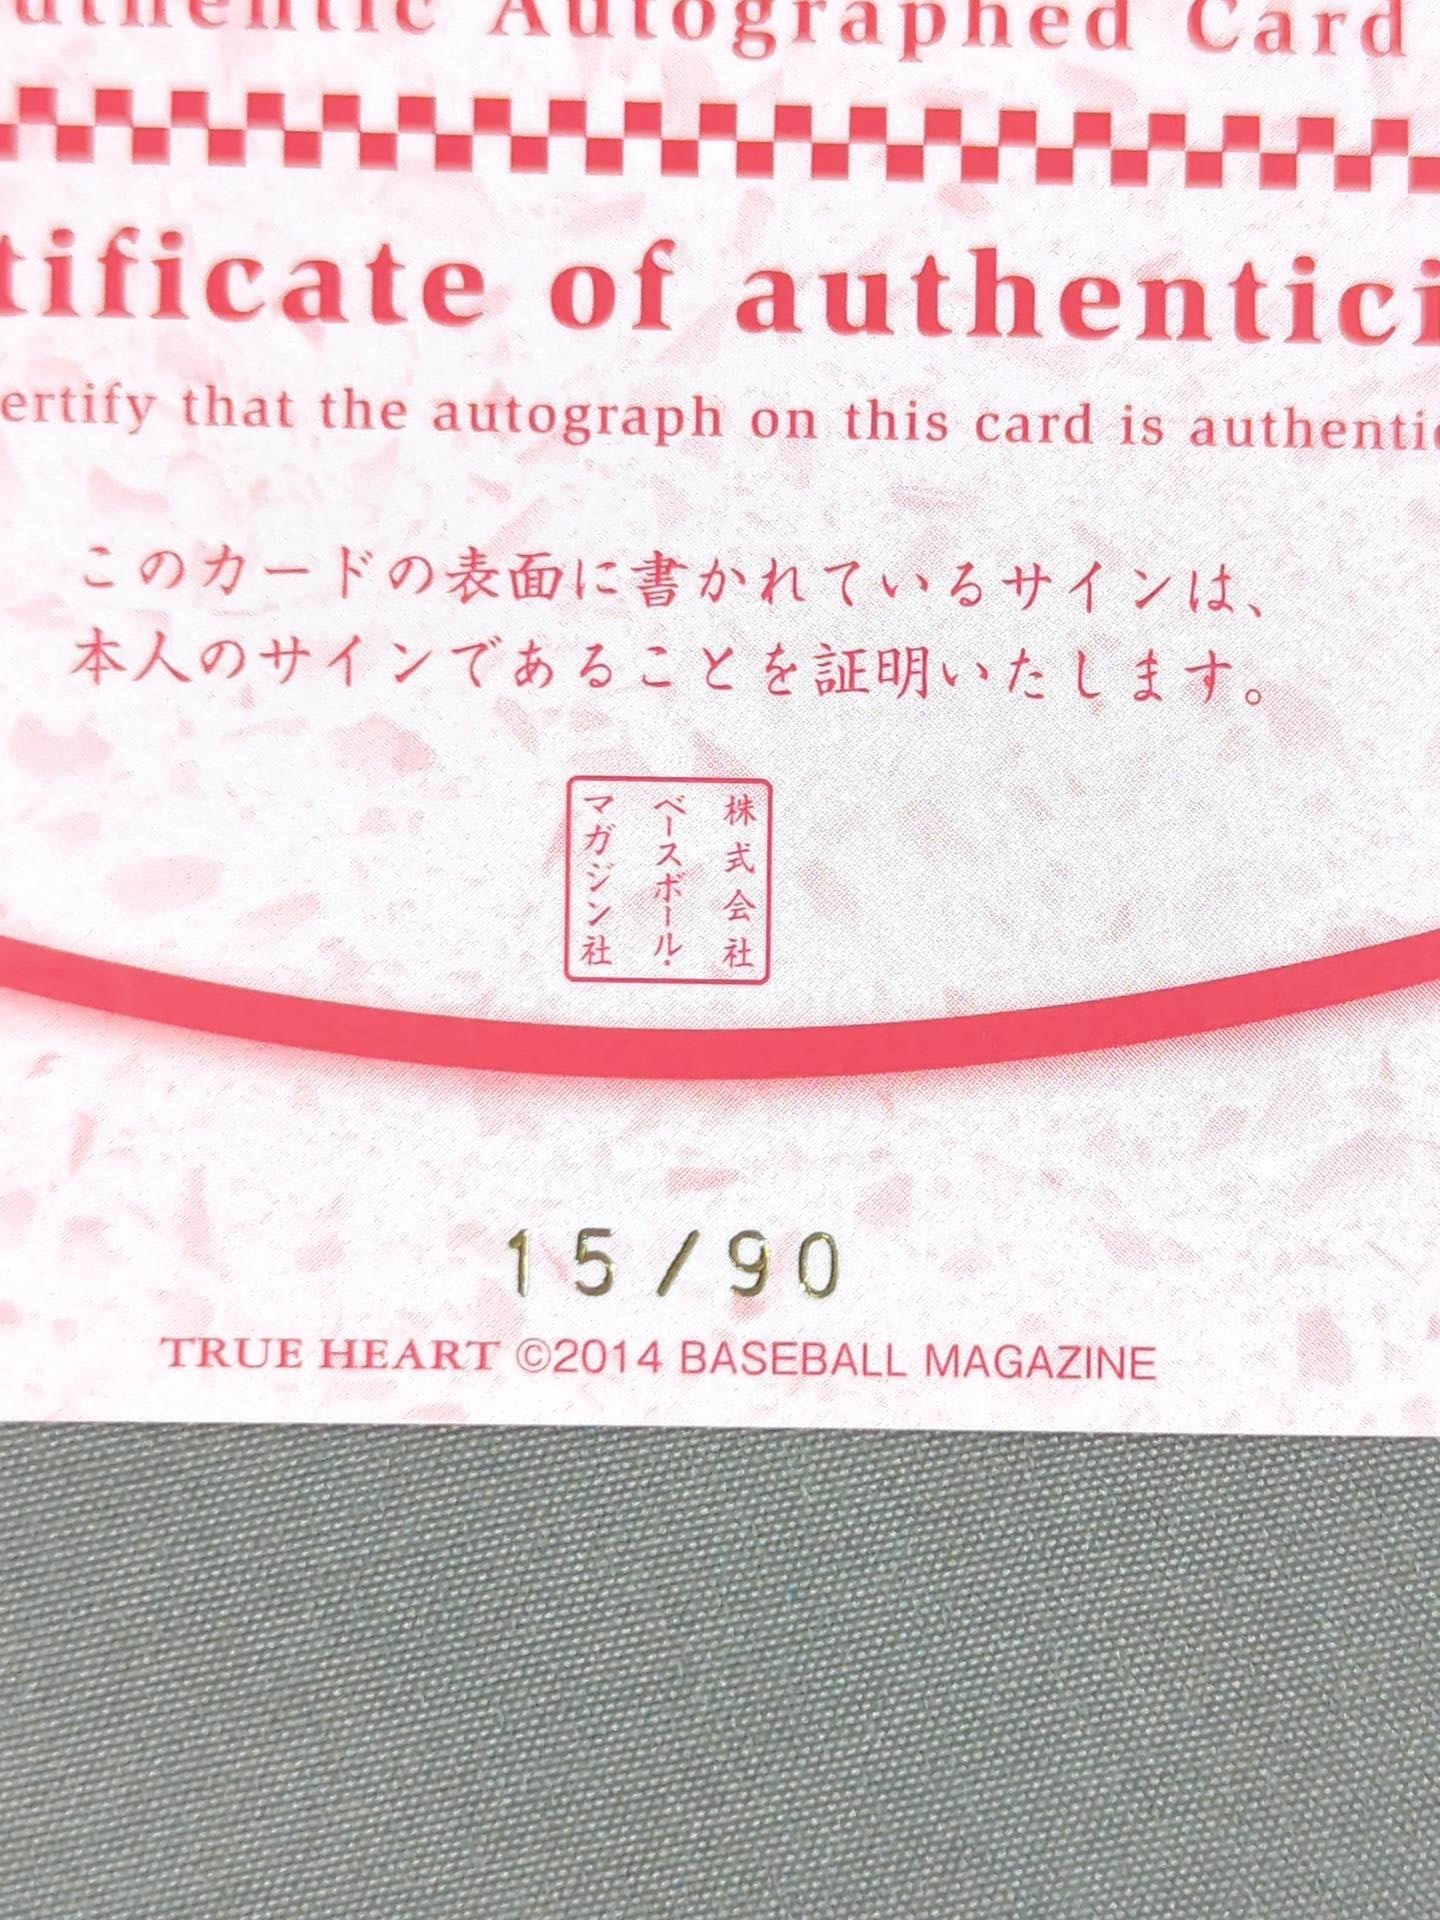 uthentic Autographed Card
tificate of authentici
ertify that the autograph on this card is authentic
このカードの表面に書かれているサインは、
本人のサインであることを証明いたします。
株式会社
ベースボール・
マガジン社
15/90
TRUE HEART ©2014 BASEBALL MAGAZINE